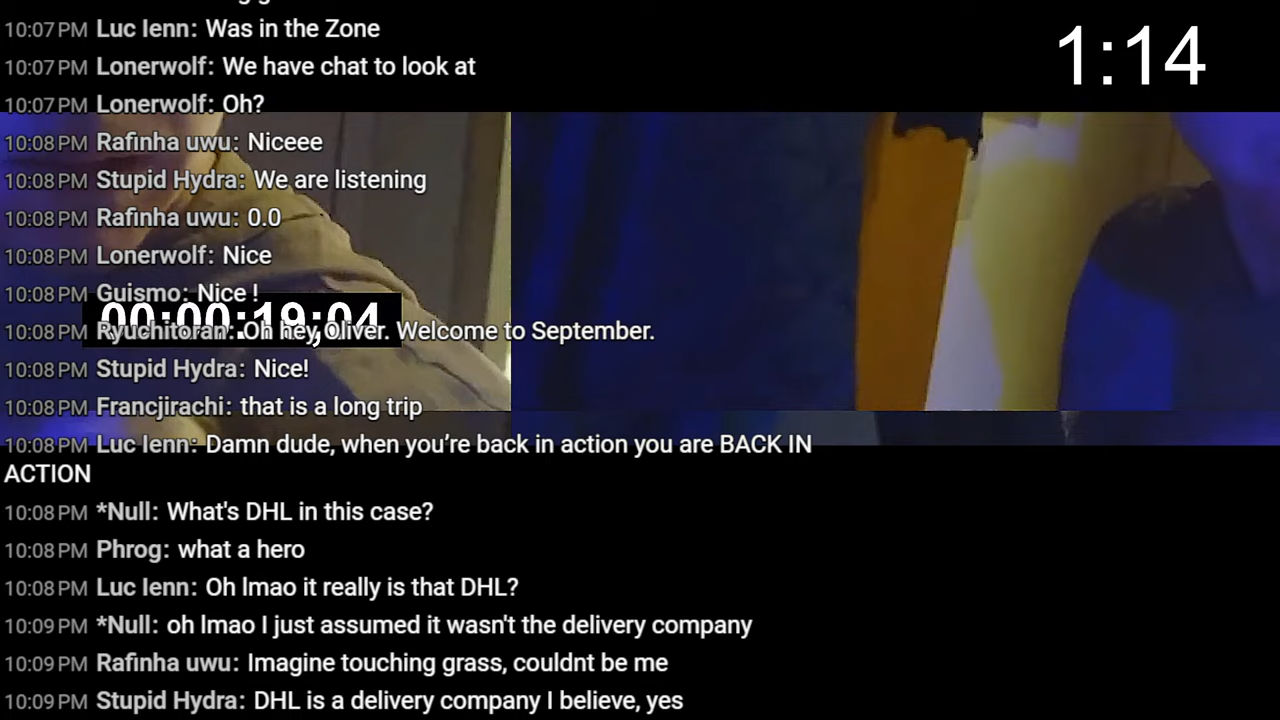 10:07 PM Luc Ienn: Was in the Zone
1:14
10:07 PM Lonerwolf: We have chat to look at
10:07 PM Lonerwolf: Oh?
10:08 PM Rafinha uwu: Niceee
10:08 PM Stupid Hydra: We are listening
10:08 PM Rafinha uwu: 0.0
10:08 PM Lonerwolf: Nice
10:08 PM Guismo: Nice !
00:00:19;04
10:08 PM Ryuchitoran: Oh hey Oliver. Welcome to September.
10:08 PM Stupid Hydra: Nice!
10:08 PM Francjirachi: that is a long trip
10:08 PM Luc Ienn: Damn dude, when you’re back in action you are BACK IN
ACTION
10:08 PM *Null: What's DHL in this case?
10:08 PM Phrog: what a hero
10:08 PM Luc Ienn: Oh lmao it really is that DHL?
10:09 PM *Null: oh lmao I just assumed it wasn't the delivery company
10:09 PM Rafinha uwu: Imagine touching grass, couldnt be me
10:09 PM Stupid Hydra: DHL is a delivery company I believe, yes